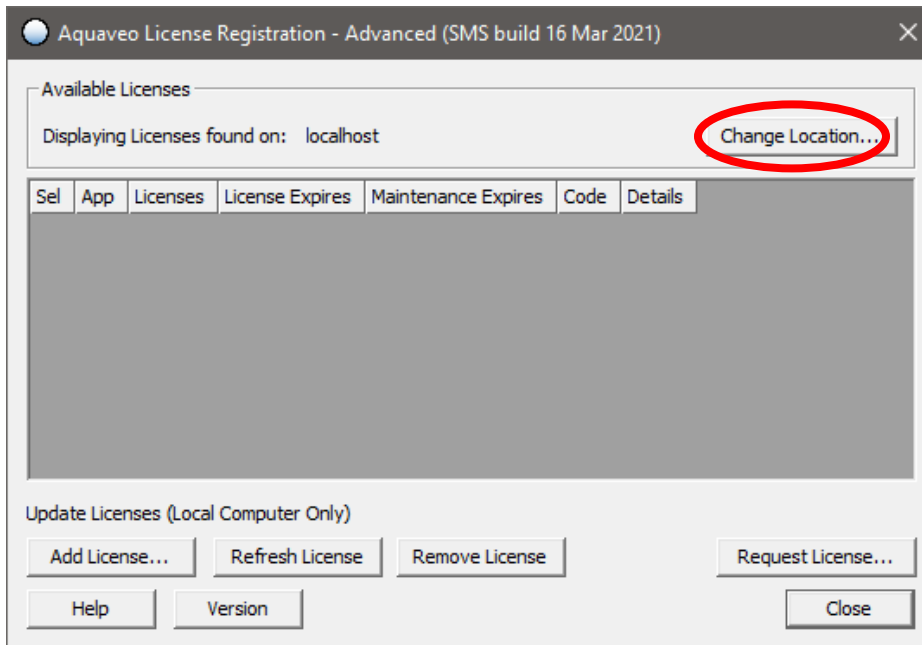 Aquaveo License Registration - Advanced (SMS build 16 Mar 2021)
Available Licenses
Displaying Licenses found on: localhost
Change Location...
Sel App Licenses License Expires Maintenance Expires Code Details
Update Licenses (Local Computer Only)
Add License... Refresh License Remove License Request License...
Help Version Close